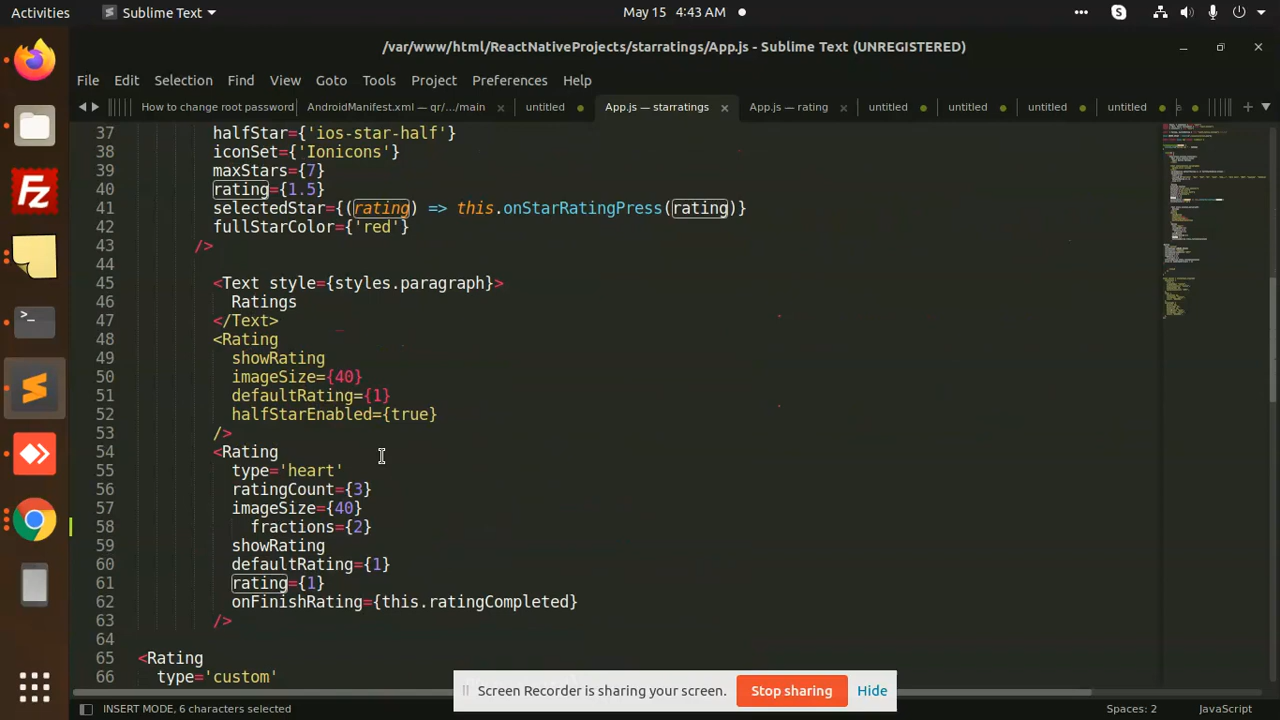 Activities
Sublime Text
May 15 4:43 AM
/var/www/html/ReactNativeProjects/starratings/App.js - Sublime Text (UNREGISTERED)
File Edit Selection Find View Goto Tools Project Preferences Help
How to change root password
AndroidManifest.xml — qr/.../main
untitled
App.js — starratings
App.js — rating
untitled
untitled
untitled
untitled
37 halfStar={'ios-star-half'}
38 iconSet={'Ionicons'}
39 maxStars={7}
40 rating={1.5}
41 selectedStar={(rating) => this.onStarRatingPress(rating)}
42 fullStarColor={'red'}
43 />
44
45 <Text style={styles.paragraph}>
46 Ratings
47 </Text>
48 <Rating
49 showRating
50 imageSize={40}
51 defaultRating={1}
52 halfStarEnabled={true}
53 />
54 <Rating
55 type='heart'
56 ratingCount={3}
57 imageSize={40}
58 fractions={2}
59 showRating
60 defaultRating={1}
61 rating={1}
62 onFinishRating={this.ratingCompleted}
63 />
64
65 <Rating
66 type='custom'
Screen Recorder is sharing your screen.
Stop sharing
Hide
INSERT MODE, 6 characters selected
Spaces: 2
JavaScript